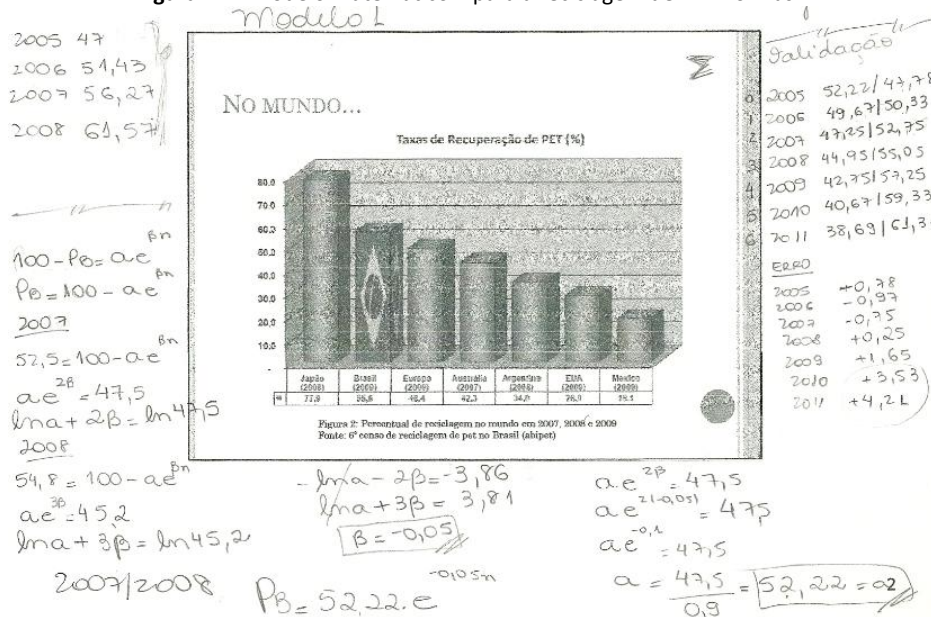 Modelo 1
2005 47
2006 51,43
2007 56,27
2008 61,57
100-PB = ae^βn
PB = 100 - ae^βn
2007
52,5 = 100 - ae^βn
ae^2β = 47,5
lna + 2β = ln47,5
2008
54,8 = 100 - ae^βn
ae^3β = 45,2
lna + 3β = ln45,2
2007/2008
NO MUNDO...
Σ
Taxas de Recuperação de PET (%)
80.0
70.0
60.0
50.0
40.0
30.0
20.0
10.0
-
Japão (2008) Brasil (2009) Europa (2009) Austrália (2007) Argentina (2008) EUA (2009) México (2009)
% 77,9 55,6 48,4 42,3 34,0 28,0
Figura 2: Percentual de reciclagem no mundo em 2007, 2008 e 2009
Fonte: 6º censo de reciclagem de pet no Brasil (abipet)
- lna - 2β = -3,86
lna + 3β = 3,81
β = -0,05
PB = 52,22.e^-0,05n
a.e^2β = 47,5
ae^2(-0,05) = 47,5
ae^-0,1 = 47,5
a = 47,5/0,9 = 52,22 = a
Validação
0 2005 52,22/47,78
1 2006 49,67/50,33
2 2007 47,25/52,75
3 2008 44,95/55,05
4 2009 42,75/57,25
5 2010 40,67/59,33
6 2011 38,69/61,3
ERRO
2005 +0,78
2006 -0,97
2007 -0,75
2008 +0,25
2009 +1,65
2010 +3,53
2011 +4,21